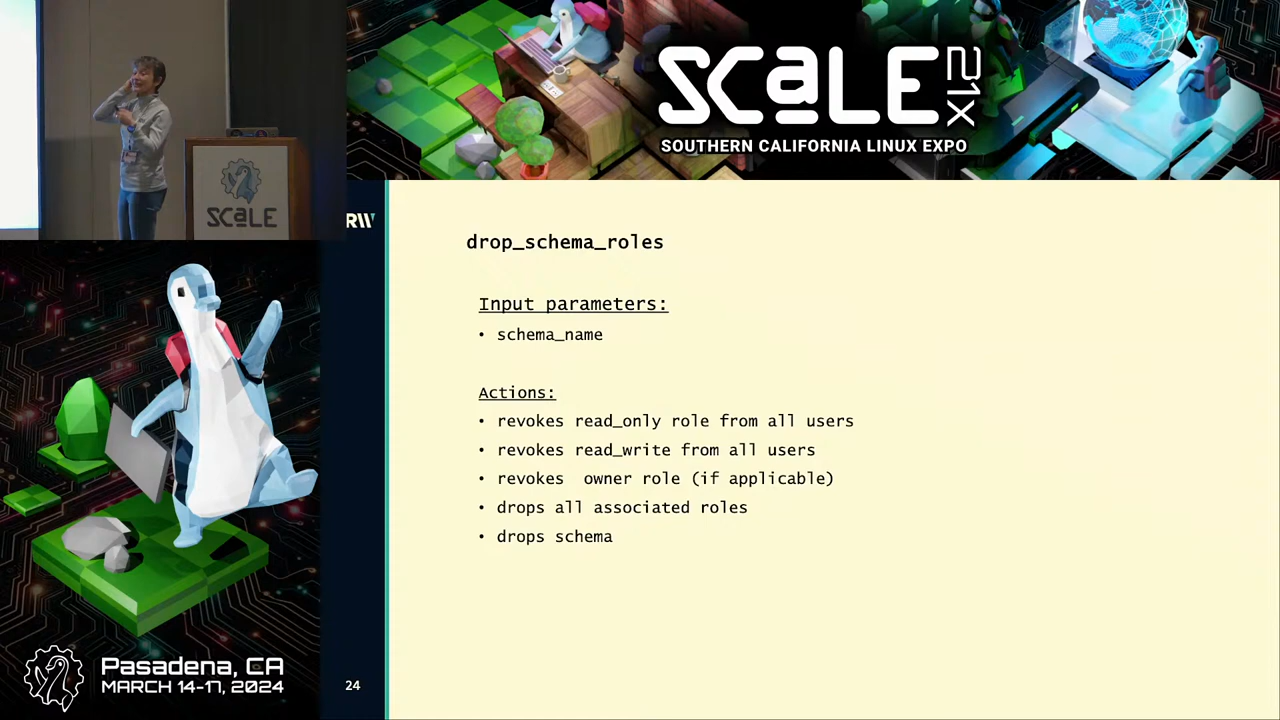 SCaLE 21X
SOUTHERN CALIFORNIA LINUX EXPO
SCaLE
RW
drop_schema_roles
Input parameters:
• schema_name
Actions:
• revokes read_only role from all users
• revokes read_write from all users
• revokes  owner role (if applicable)
• drops all associated roles
• drops schema
Pasadena, CA
MARCH 14-17, 2024
24